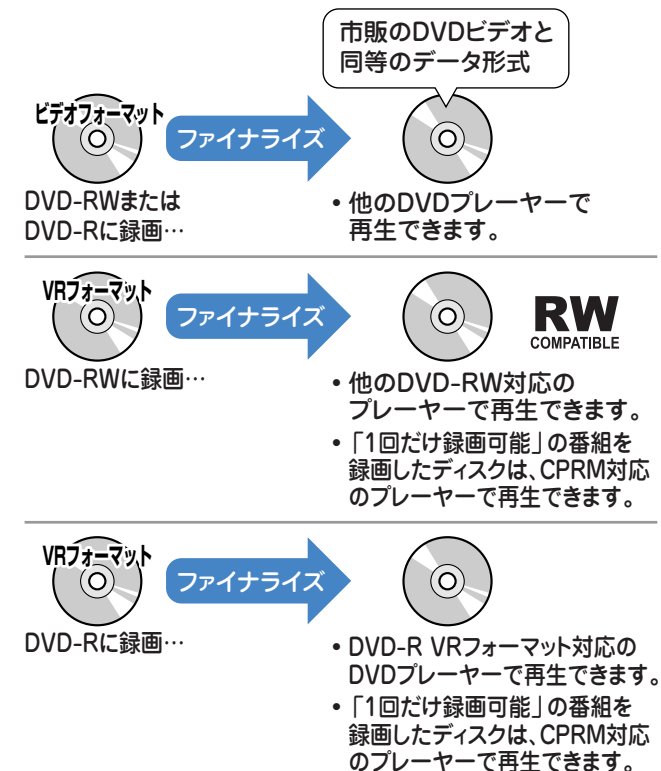 市販のDVDビデオと
同等のデータ形式
ビデオフォーマット
ファイナライズ
DVD-RWまたは
DVD-Rに録画…
• 他のDVDプレーヤーで
再生できます。
VRフォーマット
ファイナライズ
RW
COMPATIBLE
DVD-RWに録画…
• 他のDVD-RW対応の
プレーヤーで再生できます。
• 「1回だけ録画可能」の番組を
録画したディスクは、CPRM対応
のプレーヤーで再生できます。
VRフォーマット
ファイナライズ
DVD-Rに録画…
• DVD-R VRフォーマット対応の
DVDプレーヤーで再生できます。
• 「1回だけ録画可能」の番組を
録画したディスクは、CPRM対応
のプレーヤーで再生できます。